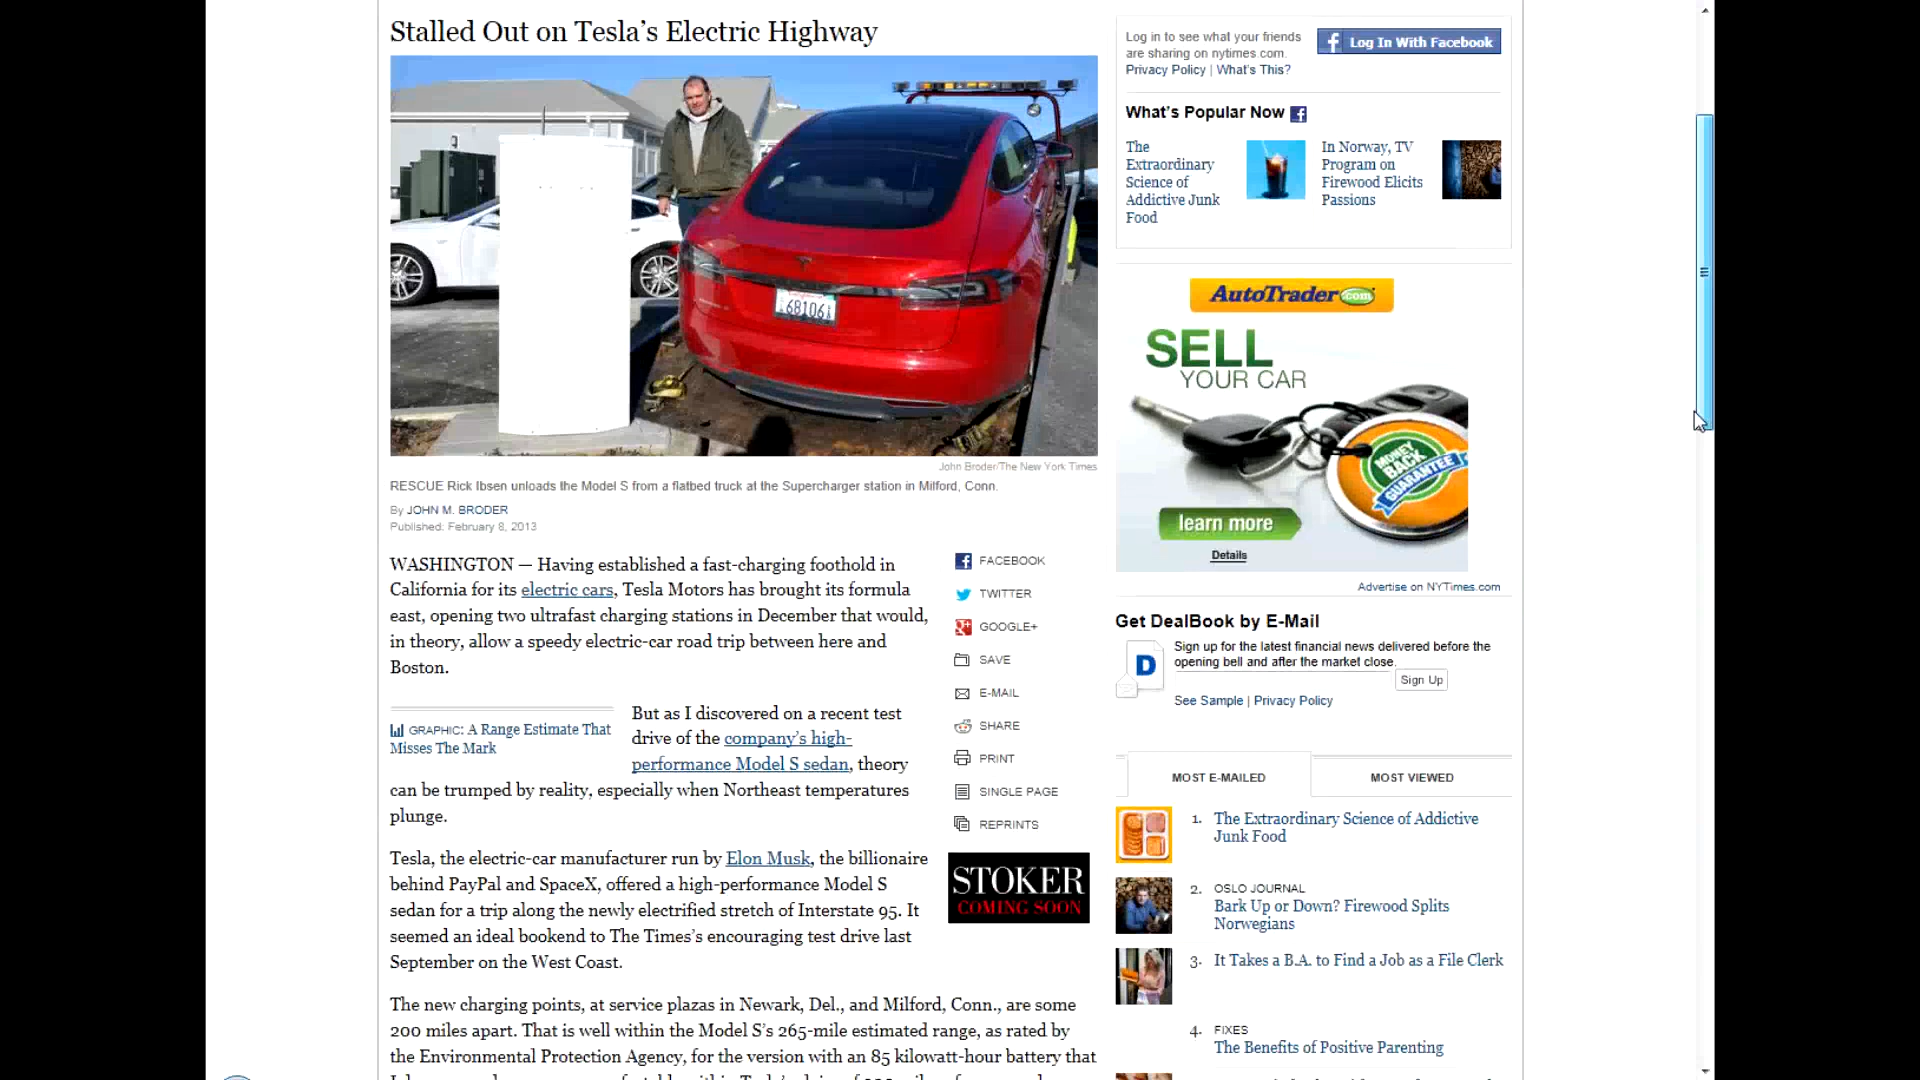 Stalled Out on Tesla's Electric Highway
68106
John Broder/The New York Times
RESCUE Rick Ibsen unloads the Model S from a flatbed truck at the Supercharger station in Milford, Conn.
By JOHN M. BRODER
Published: February 8, 2013
WASHINGTON — Having established a fast-charging foothold in
California for its electric cars, Tesla Motors has brought its formula
east, opening two ultrafast charging stations in December that would,
in theory, allow a speedy electric-car road trip between here and
Boston.
GRAPHIC: A Range Estimate That
Misses The Mark
But as I discovered on a recent test
drive of the company's high-
performance Model S sedan, theory
can be trumped by reality, especially when Northeast temperatures
plunge.
Tesla, the electric-car manufacturer run by Elon Musk, the billionaire
behind PayPal and SpaceX, offered a high-performance Model S
sedan for a trip along the newly electrified stretch of Interstate 95. It
seemed an ideal bookend to The Times's encouraging test drive last
September on the West Coast.
The new charging points, at service plazas in Newark, Del., and Milford, Conn., are some
200 miles apart. That is well within the Model S's 265-mile estimated range, as rated by
the Environmental Protection Agency, for the version with an 85 kilowatt-hour battery that
FACEBOOK
TWITTER
GOOGLE+
SAVE
E-MAIL
SHARE
PRINT
SINGLE PAGE
REPRINTS
STOKER
COMING SOON
Log in to see what your friends
are sharing on nytimes.com.
Privacy Policy | What's This?
Log In With Facebook
What's Popular Now
The
Extraordinary
Science of
Addictive Junk
Food
In Norway, TV
Program on
Firewood Elicits
Passions
AutoTrader.com
SELL
YOUR CAR
MONEY
BACK
GUARANTEE
learn more
Details
Advertise on NYTimes.com
Get DealBook by E-Mail
D
Sign up for the latest financial news delivered before the
opening bell and after the market close.
Sign Up
See Sample | Privacy Policy
MOST E-MAILED
MOST VIEWED
1. The Extraordinary Science of Addictive
Junk Food
2. OSLO JOURNAL
Bark Up or Down? Firewood Splits
Norwegians
3. It Takes a B.A. to Find a Job as a File Clerk
4. FIXES
The Benefits of Positive Parenting